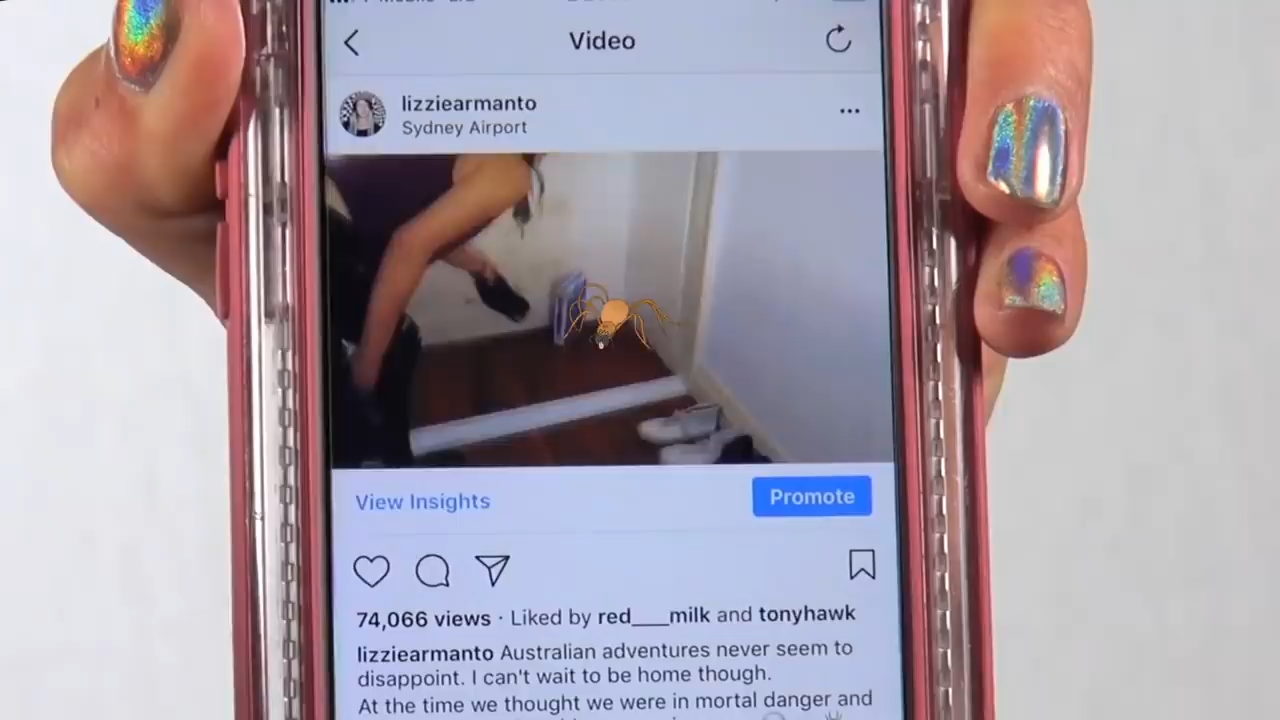 Video
lizziearmanto
Sydney Airport
View Insights
Promote
74,066 views · Liked by red___milk and tonyhawk
lizziearmanto Australian adventures never seem to
disappoint. I can't wait to be home though.
At the time we thought we were in mortal danger and